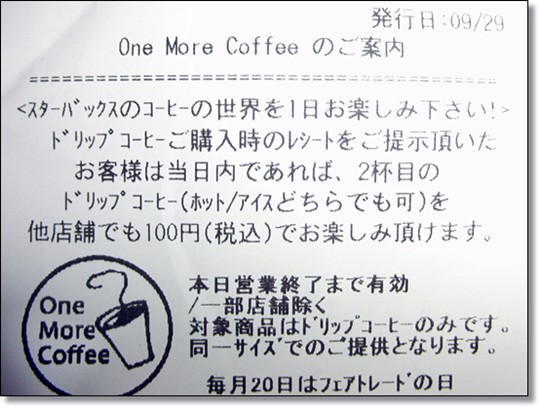 発行日:09/29
One More Coffee のご案内
========================================
<ｽﾀｰﾊﾞｯｸｽのｺｰﾋｰの世界を1日お楽しみ下さい!>
ﾄﾞﾘｯﾌﾟｺｰﾋｰご購入時のﾚｼｰﾄをご提示頂いた
お客様は当日内であれば、2杯目の
ﾄﾞﾘｯﾌﾟｺｰﾋｰ(ﾎｯﾄ/ｱｲｽどちらでも可)を
他店舗でも100円(税込)でお楽しみ頂けます。
One
More
Coffee
本日営業終了まで有効
/一部店舗除く
対象商品はﾄﾞﾘｯﾌﾟｺｰﾋｰのみです。
同一ｻｲｽﾞでのご提供となります。
毎月20日はﾌｪｱﾄﾚｰﾄﾞの日